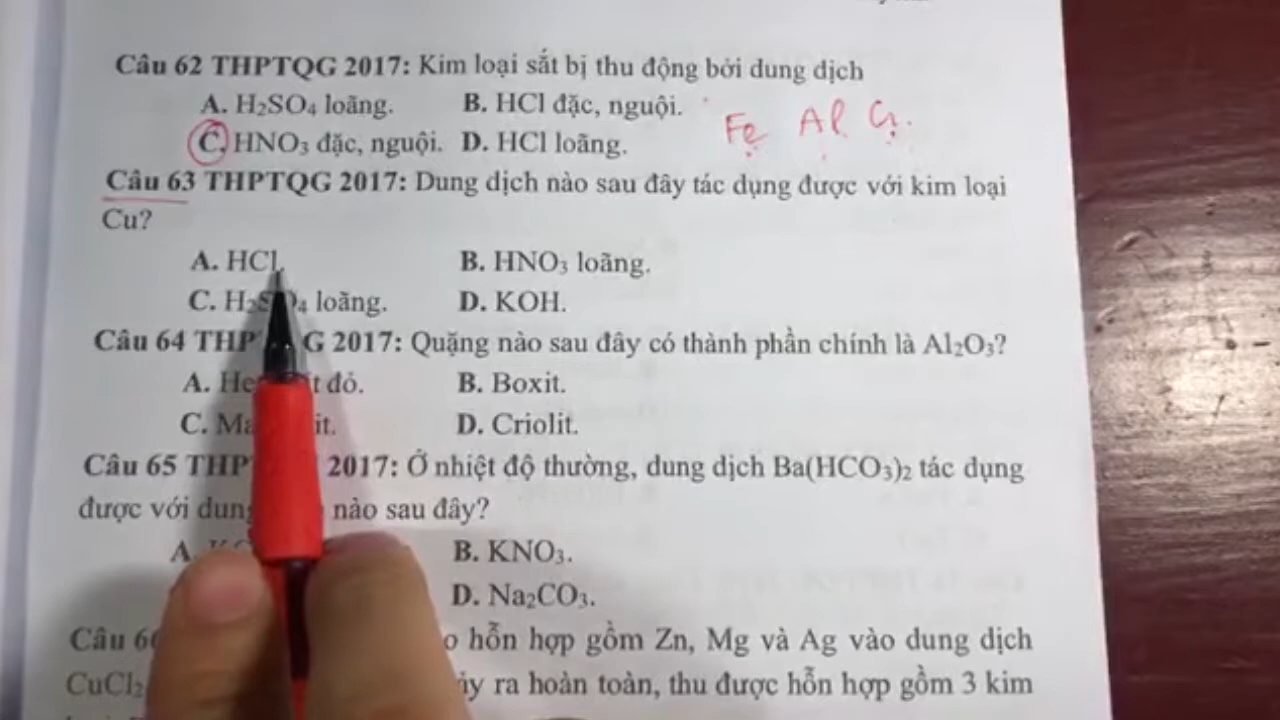 Câu 62 THPTQG 2017: Kim loại sắt bị thu động bởi dung dịch
A. H₂SO₄ loãng. B. HCl đặc, nguội.
Fe Al Cr.
C. HNO₃ đặc, nguội. D. HCl loãng.
Câu 63 THPTQG 2017: Dung dịch nào sau đây tác dụng được với kim loại
Cu?
A. HCl. B. HNO₃ loãng.
C. H₂SO₄ loãng. D. KOH.
Câu 64 THP G 2017: Quặng nào sau đây có thành phần chính là Al₂O₃?
A. He t đỏ. B. Boxit.
C. Ma it. D. Criolit.
Câu 65 THP 2017: Ở nhiệt độ thường, dung dịch Ba(HCO₃)₂ tác dụng
được với dung nào sau đây?
A. B. KNO₃.
D. Na₂CO₃.
Câu 6 hỗn hợp gồm Zn, Mg và Ag vào dung dịch
CuCl₂ ra hoàn toàn, thu được hỗn hợp gồm 3 kim